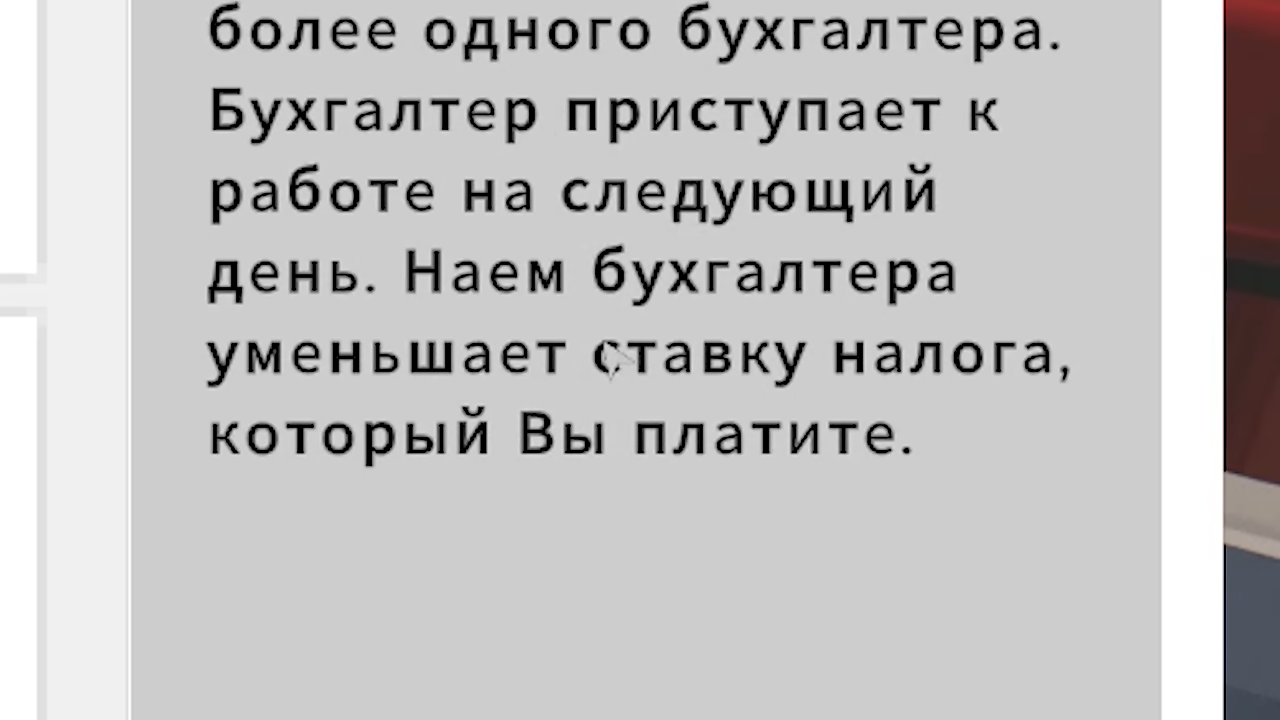 более одного бухгалтера.
Бухгалтер приступает к
работе на следующий
день. Наем бухгалтера
уменьшает ставку налога,
который Вы платите.